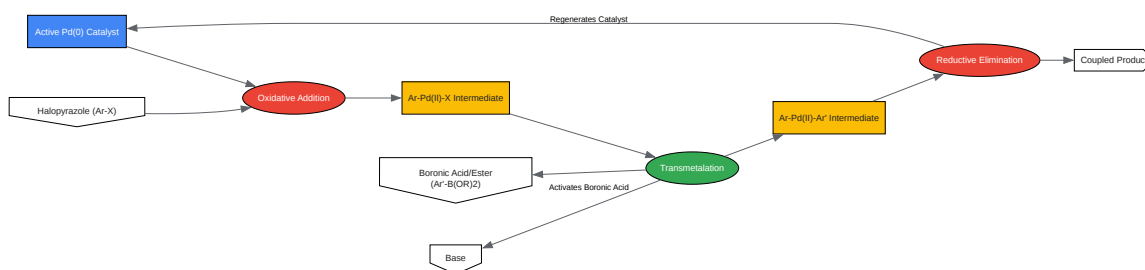 Regenerates Catalyst
Active Pd(0) Catalyst
Reductive Elimination
Coupled Product
Oxidative Addition
Ar-Pd(II)-X Intermediate
Halopyrazole (Ar-X)
Ar-Pd(II)-Ar' Intermediate
Transmetalation
Boronic Acid/Ester
(Ar'-B(OR)2)
Activates Boronic Acid
Base